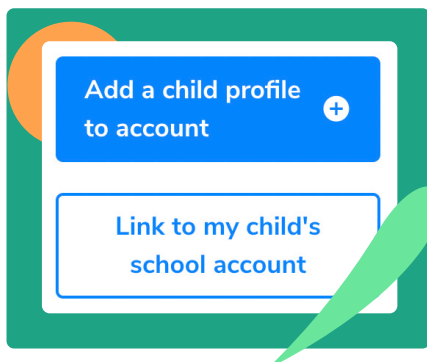 Add a child profile
to account
Link to my child's
school account